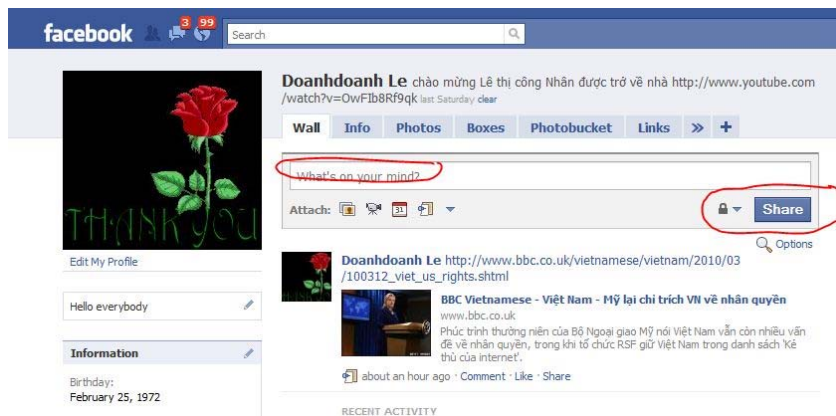 facebook
3
99
Search
Doanhdoanh Le chào mừng Lê thị công Nhân được trở về nhà http://www.youtube.com
/watch?v=OwFIb8Rf9qk last Saturday clear
Wall Info Photos Boxes Photobucket Links » +
What's on your mind?
Attach: 31
Share
Options
THANK YOU
Edit My Profile
Hello everybody
Information
Birthday:
February 25, 1972
Doanhdoanh Le http://www.bbc.co.uk/vietnamese/vietnam/2010/03
/100312_viet_us_rights.shtml
BBC Vietnamese - Việt Nam - Mỹ lại chỉ trích VN về nhân quyền
www.bbc.co.uk
Phúc trình thường niên của Bộ Ngoại giao Mỹ nói Việt Nam vẫn còn nhiều vấn
đề về nhân quyền, trong khi tổ chức RSF giữ Việt Nam trong danh sách 'Kẻ
thù của internet'.
about an hour ago · Comment · Like · Share
RECENT ACTIVITY